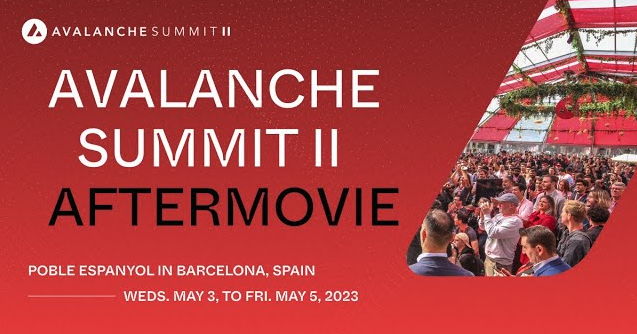 AVALANCHE SUMMIT II
AVALANCHE
SUMMIT II
AFTERMOVIE
POBLE ESPANYOL IN BARCELONA, SPAIN
WEDS. MAY 3, TO FRI. MAY 5, 2023